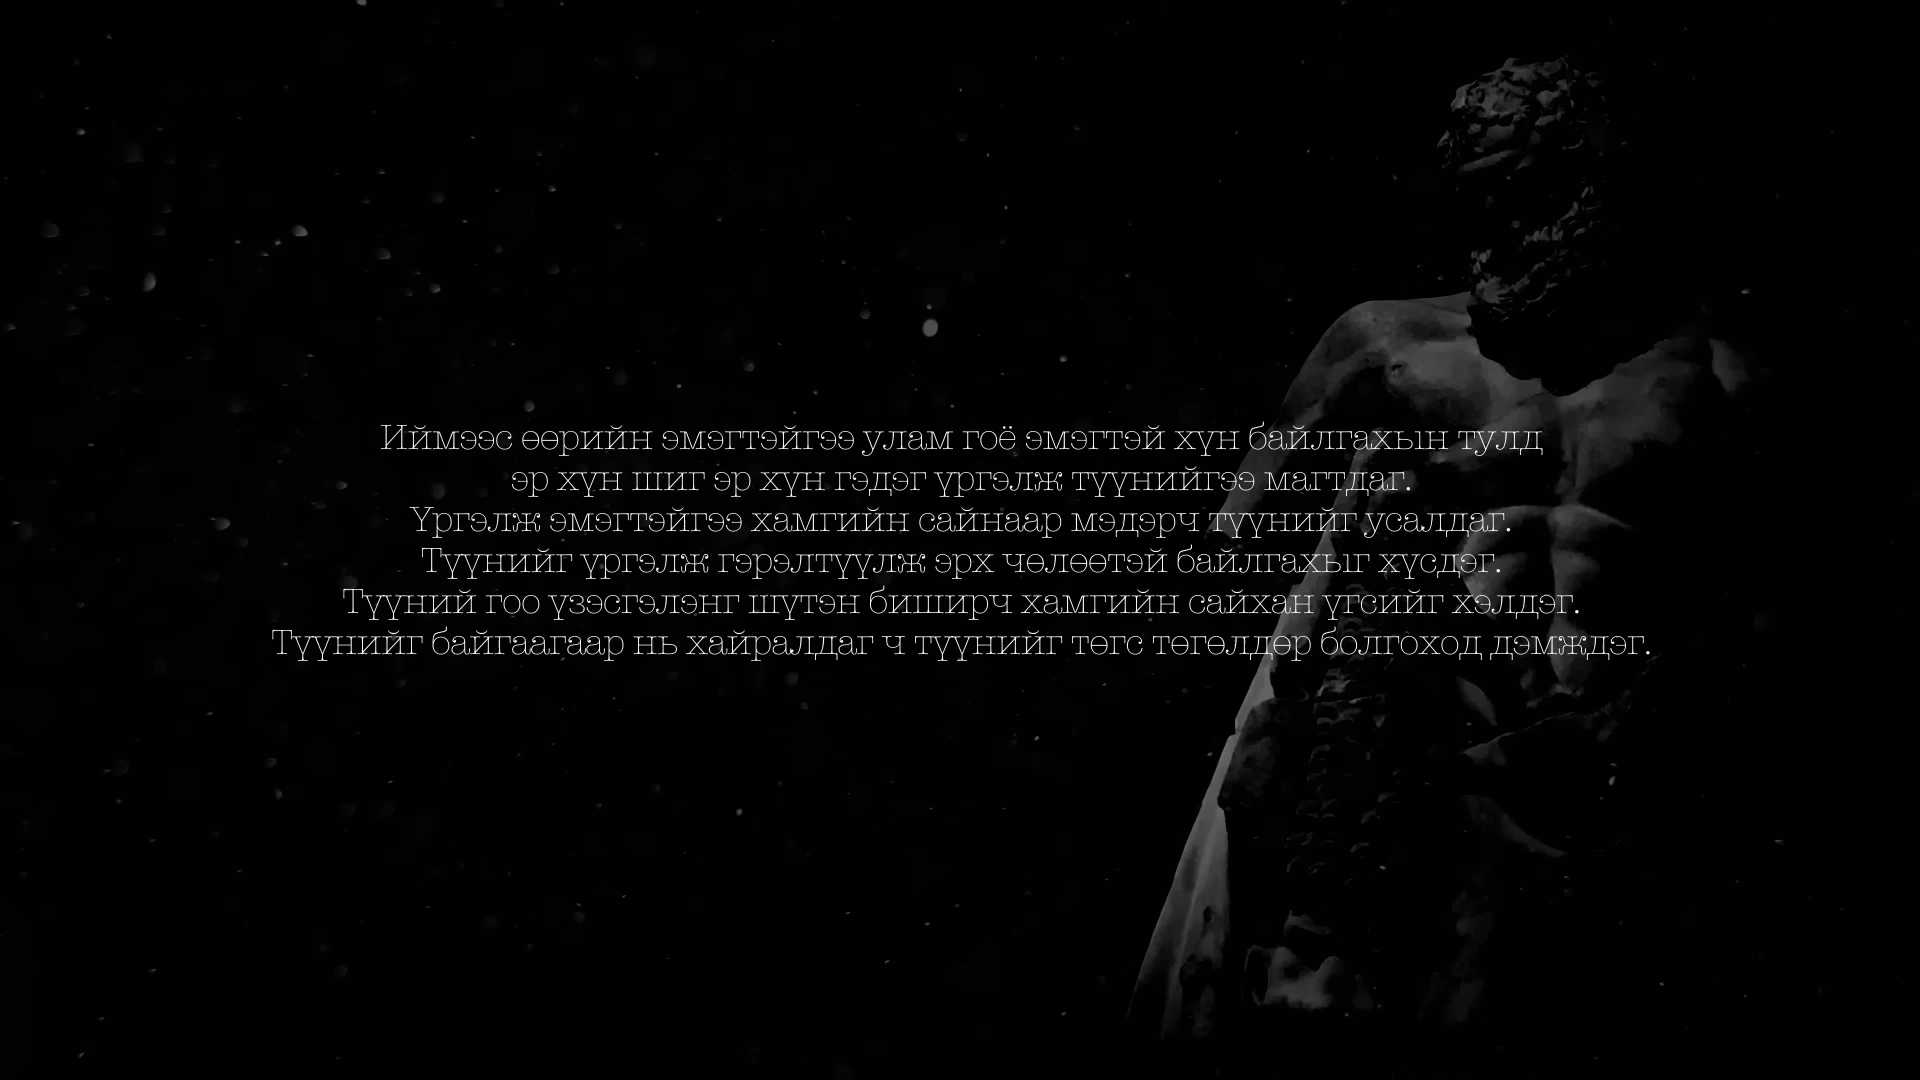 Иймээс өөрийн эмэгтэйгээ улам гоё эмэгтэй хүн байлгахын тулд
эр хүн шиг эр хүн гэдэг үргэлж түүнийгээ магтдаг.
Үргэлж эмэгтэйгээ хамгийн сайнаар мэдэрч түүнийг усалдаг.
Түүнийг үргэлж гэрэлтүүлж эрх чөлөөтэй байлгахыг хүсдэг.
Түүний гоо үзэсгэлэнг шүтэн биширч хамгийн сайхан үгсийг хэлдэг.
Түүнийг байгаагаар нь хайралдаг ч түүнийг төгс төгөлдөр болгоход дэмждэг.